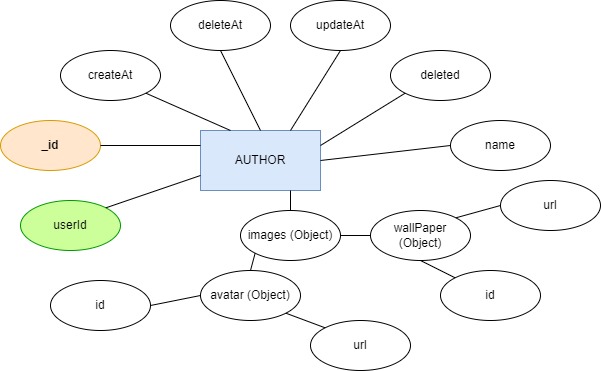 deleteAt
updateAt
createAt
deleted
_id
AUTHOR
name
userId
images (Object)
wallPaper
(Object)
url
id
avatar (Object)
id
url